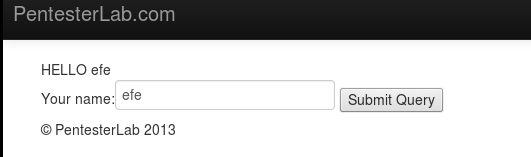 PentesterLab.com
HELLO efe
Your name: efe Submit Query
© PentesterLab 2013